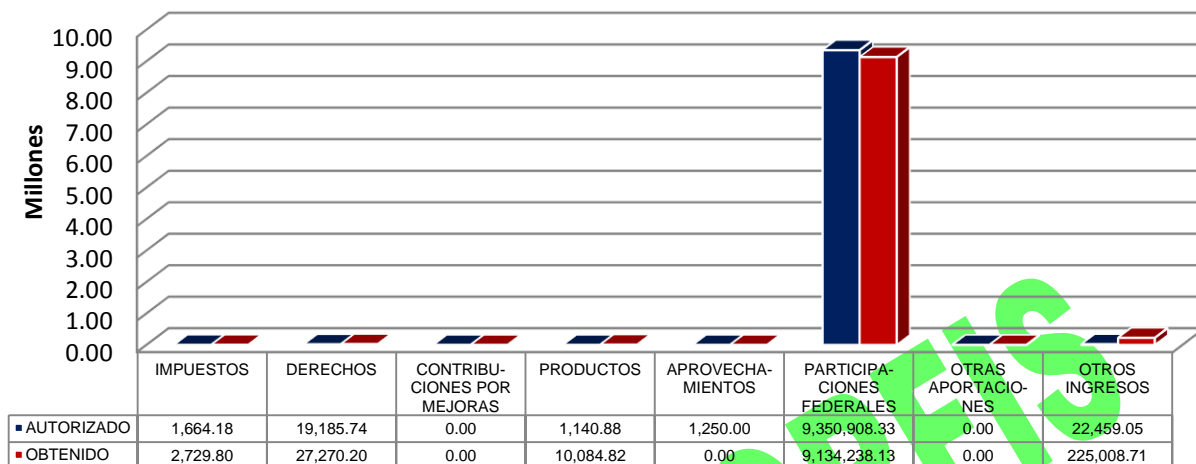 Millones
10.00
9.00
8.00
7.00
6.00
5.00
4.00
3.00
2.00
1.00
0.00
IMPUESTOS DERECHOS CONTRIBU-CIONES POR MEJORAS PRODUCTOS APROVECHA-MIENTOS PARTICIPA-CIONES FEDERALES OTRAS APORTACIO-NES OTROS INGRESOS
AUTORIZADO 1,664.18 19,185.74 0.00 1,140.88 1,250.00 9,350,908.33 0.00 22,459.05
OBTENIDO 2,729.80 27,270.20 0.00 10,084.82 0.00 9,134,238.13 0.00 225,008.71